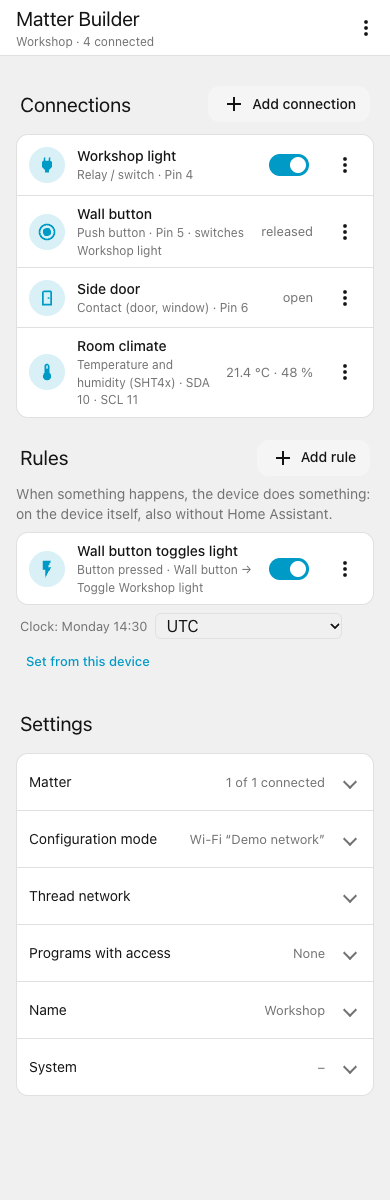 Matter Builder
Workshop · 4 connected
Connections
Add connection
Workshop light
Relay / switch · Pin 4
Wall button
Push button · Pin 5 · switches
Workshop light
released
Side door
Contact (door, window) · Pin 6
open
Room climate
Temperature and
humidity (SHT4x) · SDA
10 · SCL 11
21.4 °C · 48 %
Rules
Add rule
When something happens, the device does something:
on the device itself, also without Home Assistant.
Wall button toggles light
Button pressed · Wall button →
Toggle Workshop light
Clock: Monday 14:30
UTC
Set from this device
Settings
Matter
1 of 1 connected
Configuration mode
Wi-Fi “Demo network”
Thread network
Programs with access
None
Name
Workshop
System
–